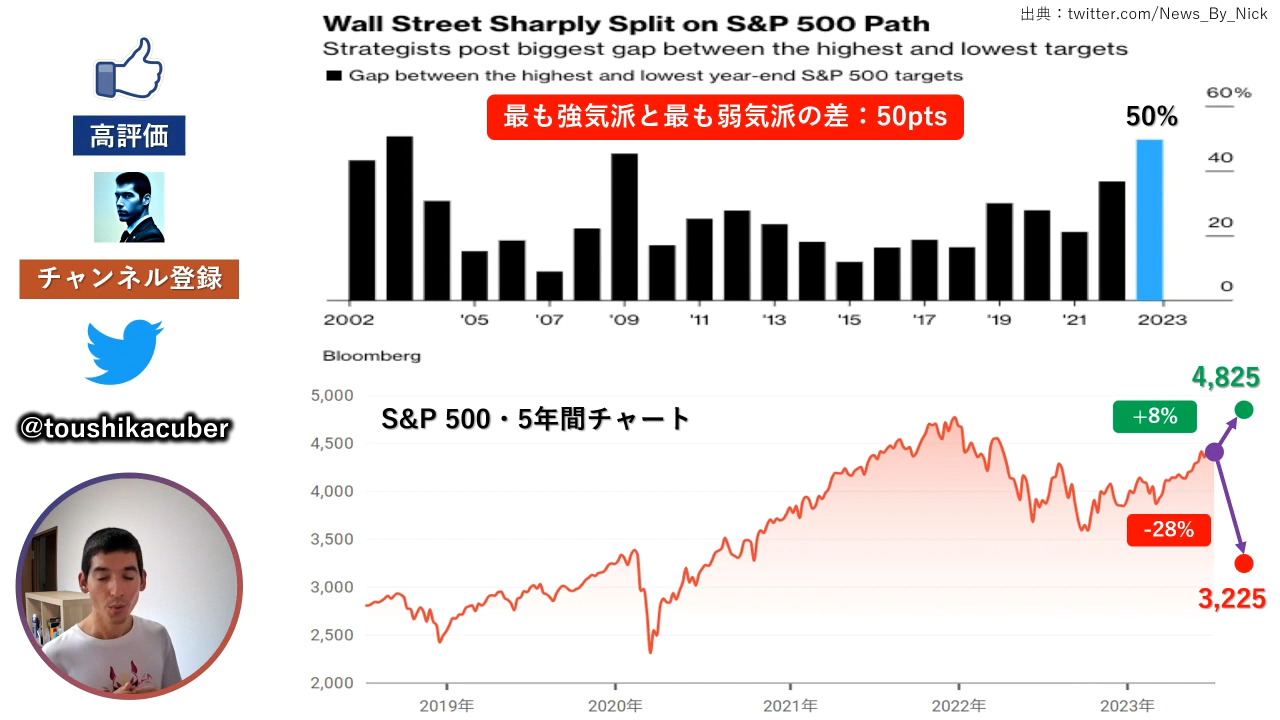 出典：twitter.com/News_By_Nick
Wall Street Sharply Split on S&P 500 Path
Strategists post biggest gap between the highest and lowest targets
Gap between the highest and lowest year-end S&P 500 targets
最も強気派と最も弱気派の差：50pts
50%
60%
40
20
0
2002
'05
'07
'09
'11
'13
'15
'17
'19
'21
2023
Bloomberg
高評価
チャンネル登録
@toushikacuber
S&P 500・5年間チャート
4,825
+8%
-28%
3,225
5,000
4,500
4,000
3,500
3,000
2,500
2,000
2019年
2020年
2021年
2022年
2023年